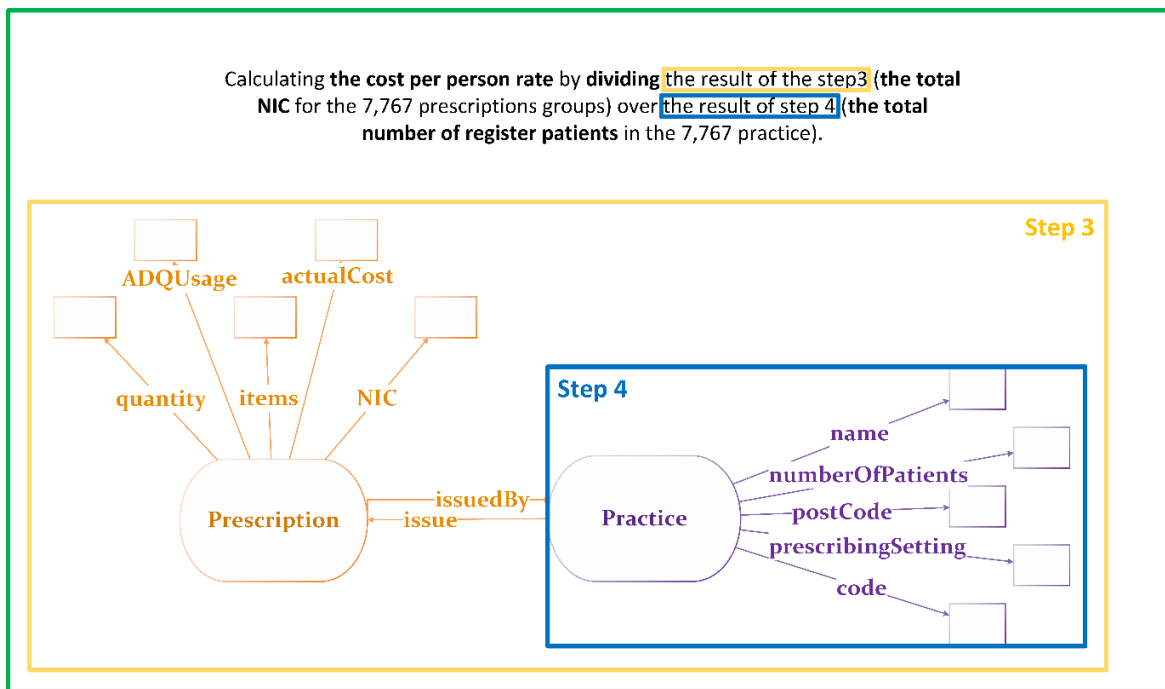 Calculating the cost per person rate by dividing the result of the step3 (the total
NIC for the 7,767 prescriptions groups) over the result of step 4 (the total
number of register patients in the 7,767 practice).
Step 3
ADQUsage
actualCost
quantity
items
NIC
Step 4
name
numberOfPatients
postCode
prescribingSetting
code
Prescription
issuedBy
issue
Practice